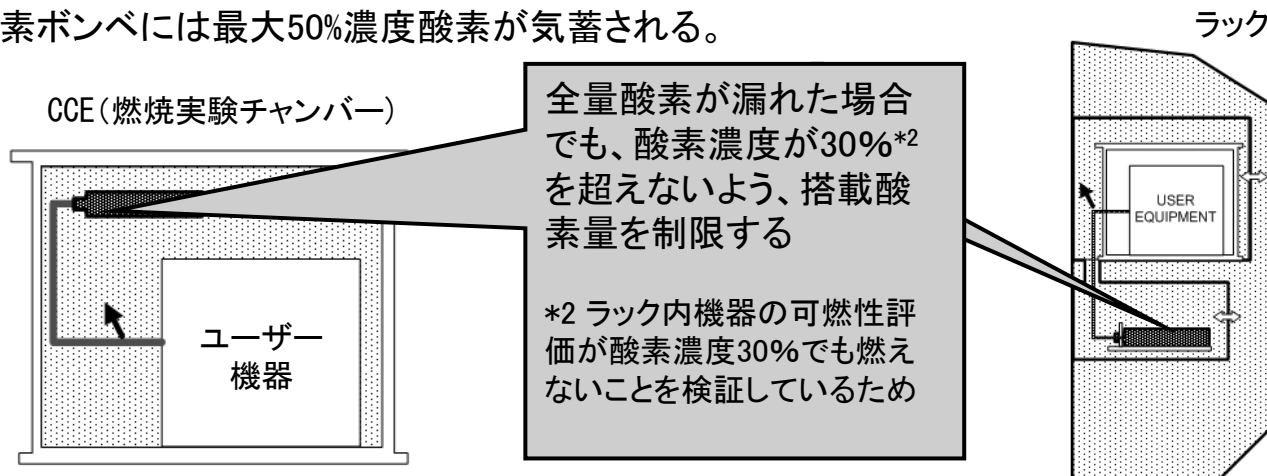 素ボンベには最大50%濃度酸素が気蓄される。
ラック
CCE(燃焼実験チャンバー)
全量酸素が漏れた場合
でも、酸素濃度が30%*2
を超えないよう、搭載酸
素量を制限する
*2 ラック内機器の可燃性評
価が酸素濃度30%でも燃え
ないことを検証しているため
ユーザー
機器
USER
EQUIPMENT